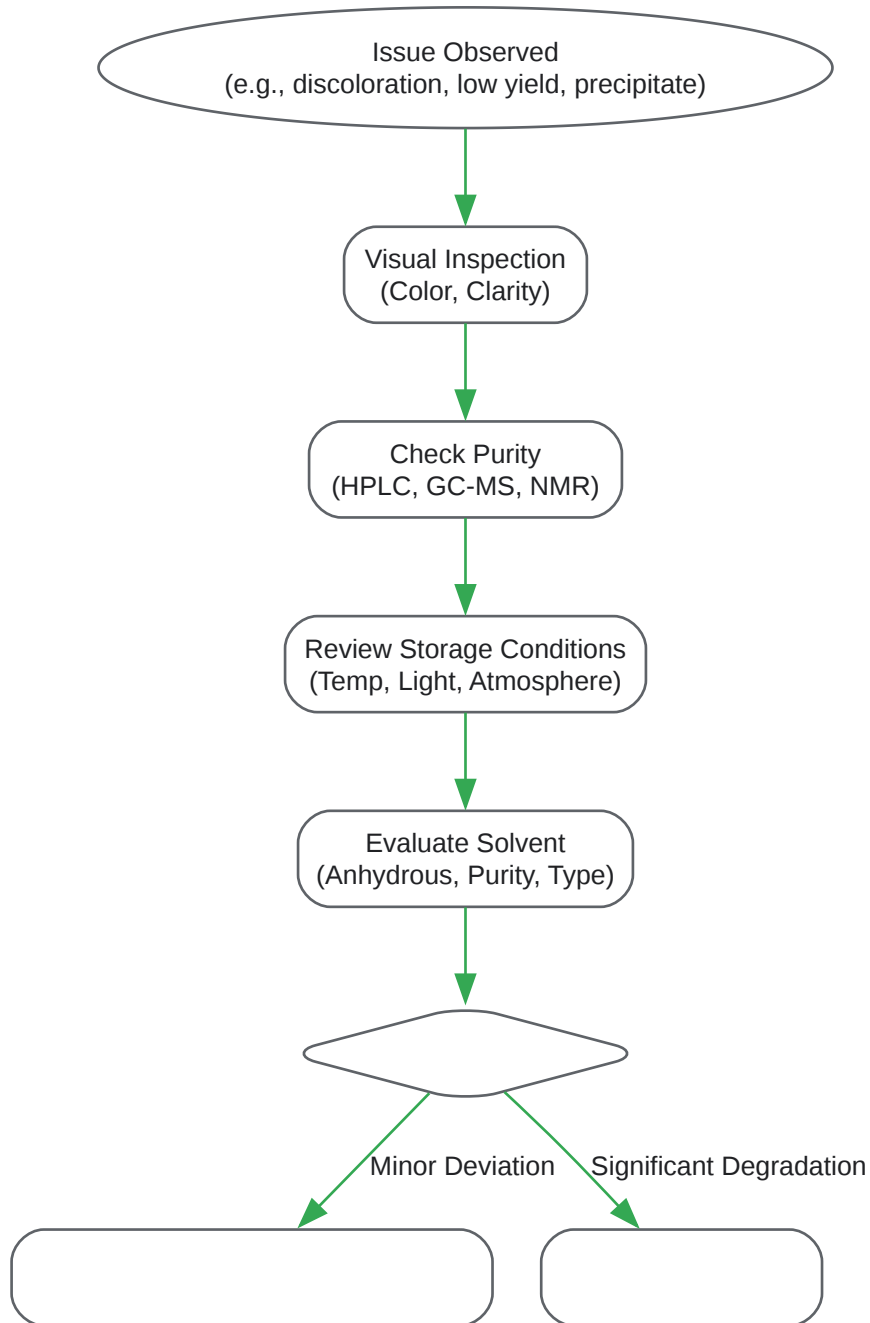 Issue Observed
(e.g., discoloration, low yield, precipitate)
Visual Inspection
(Color, Clarity)
Check Purity
(HPLC, GC-MS, NMR)
Review Storage Conditions
(Temp, Light, Atmosphere)
Evaluate Solvent
(Anhydrous, Purity, Type)
Minor Deviation
Significant Degradation